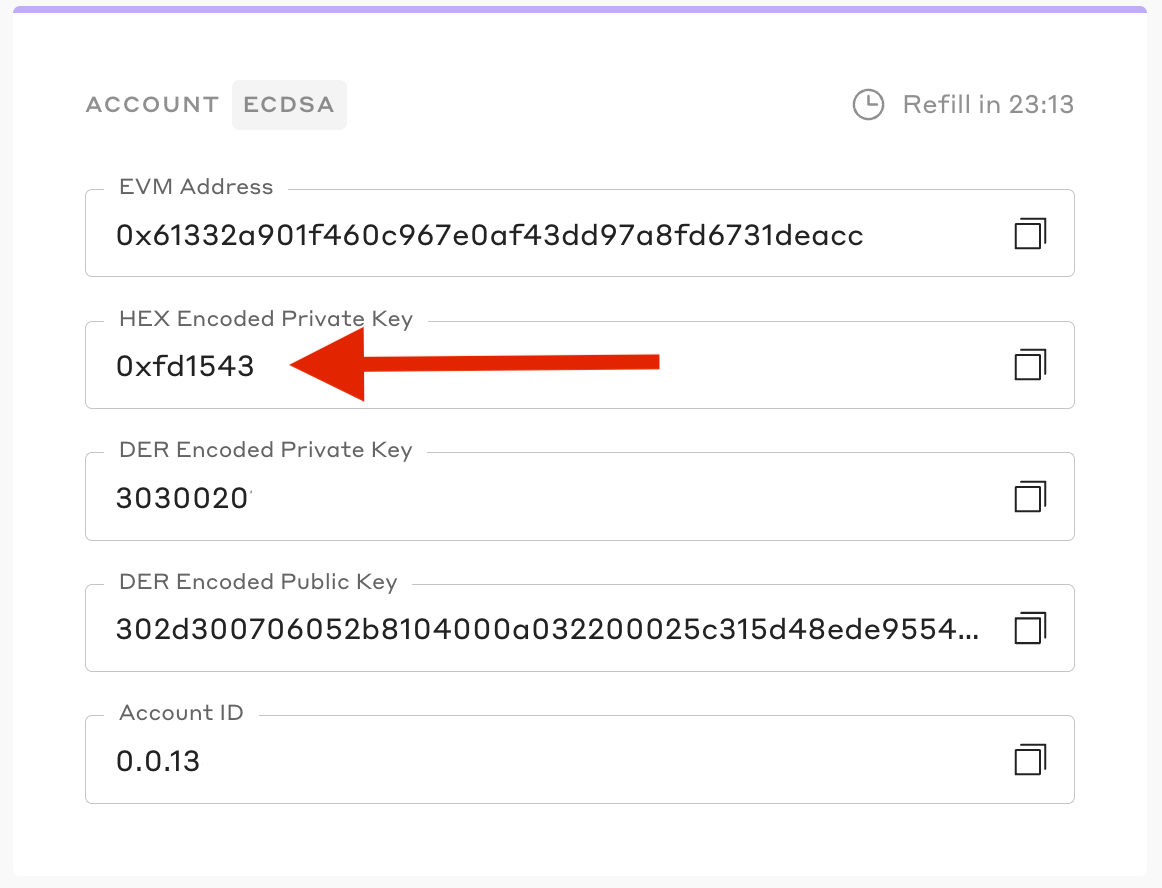 ACCOUNT ECDSA Refill in 23:13
EVM Address
0x61332a901f460c967e0af43dd97a8fd6731deacc
HEX Encoded Private Key
0xfd1543
DER Encoded Private Key
3030020
DER Encoded Public Key
302d300706052b8104000a032200025c315d48ede9554...
Account ID
0.0.13